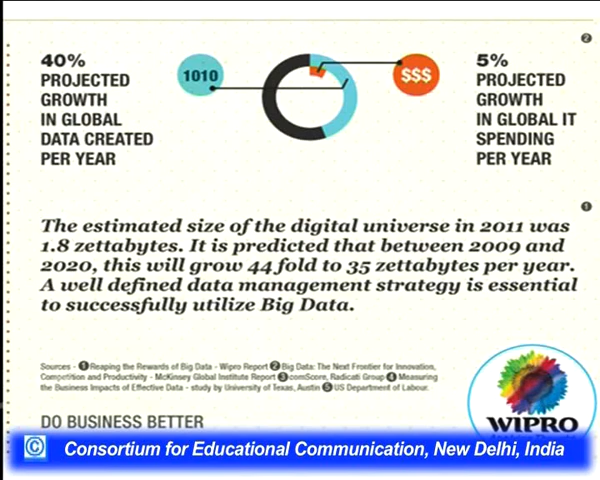 2
40%
PROJECTED
GROWTH
IN GLOBAL
DATA CREATED
PER YEAR
1010
$$$
5%
PROJECTED
GROWTH
IN GLOBAL IT
SPENDING
PER YEAR
1
The estimated size of the digital universe in 2011 was
1.8 zettabytes. It is predicted that between 2009 and
2020, this will grow 44 fold to 35 zettabytes per year.
A well defined data management strategy is essential
to successfully utilize Big Data.
Sources - 1 Reaping the Rewards of Big Data - Wipro Report 2 Big Data: The Next Frontier for Innovation,
Competition and Productivity - McKinsey Global Institute Report 3 comScore, Radicati Group 4 Measuring
the Business Impacts of Effective Data - study by University of Texas, Austin 5 US Department of Labour.
DO BUSINESS BETTER
WIPRO
© Consortium for Educational Communication, New Delhi, India